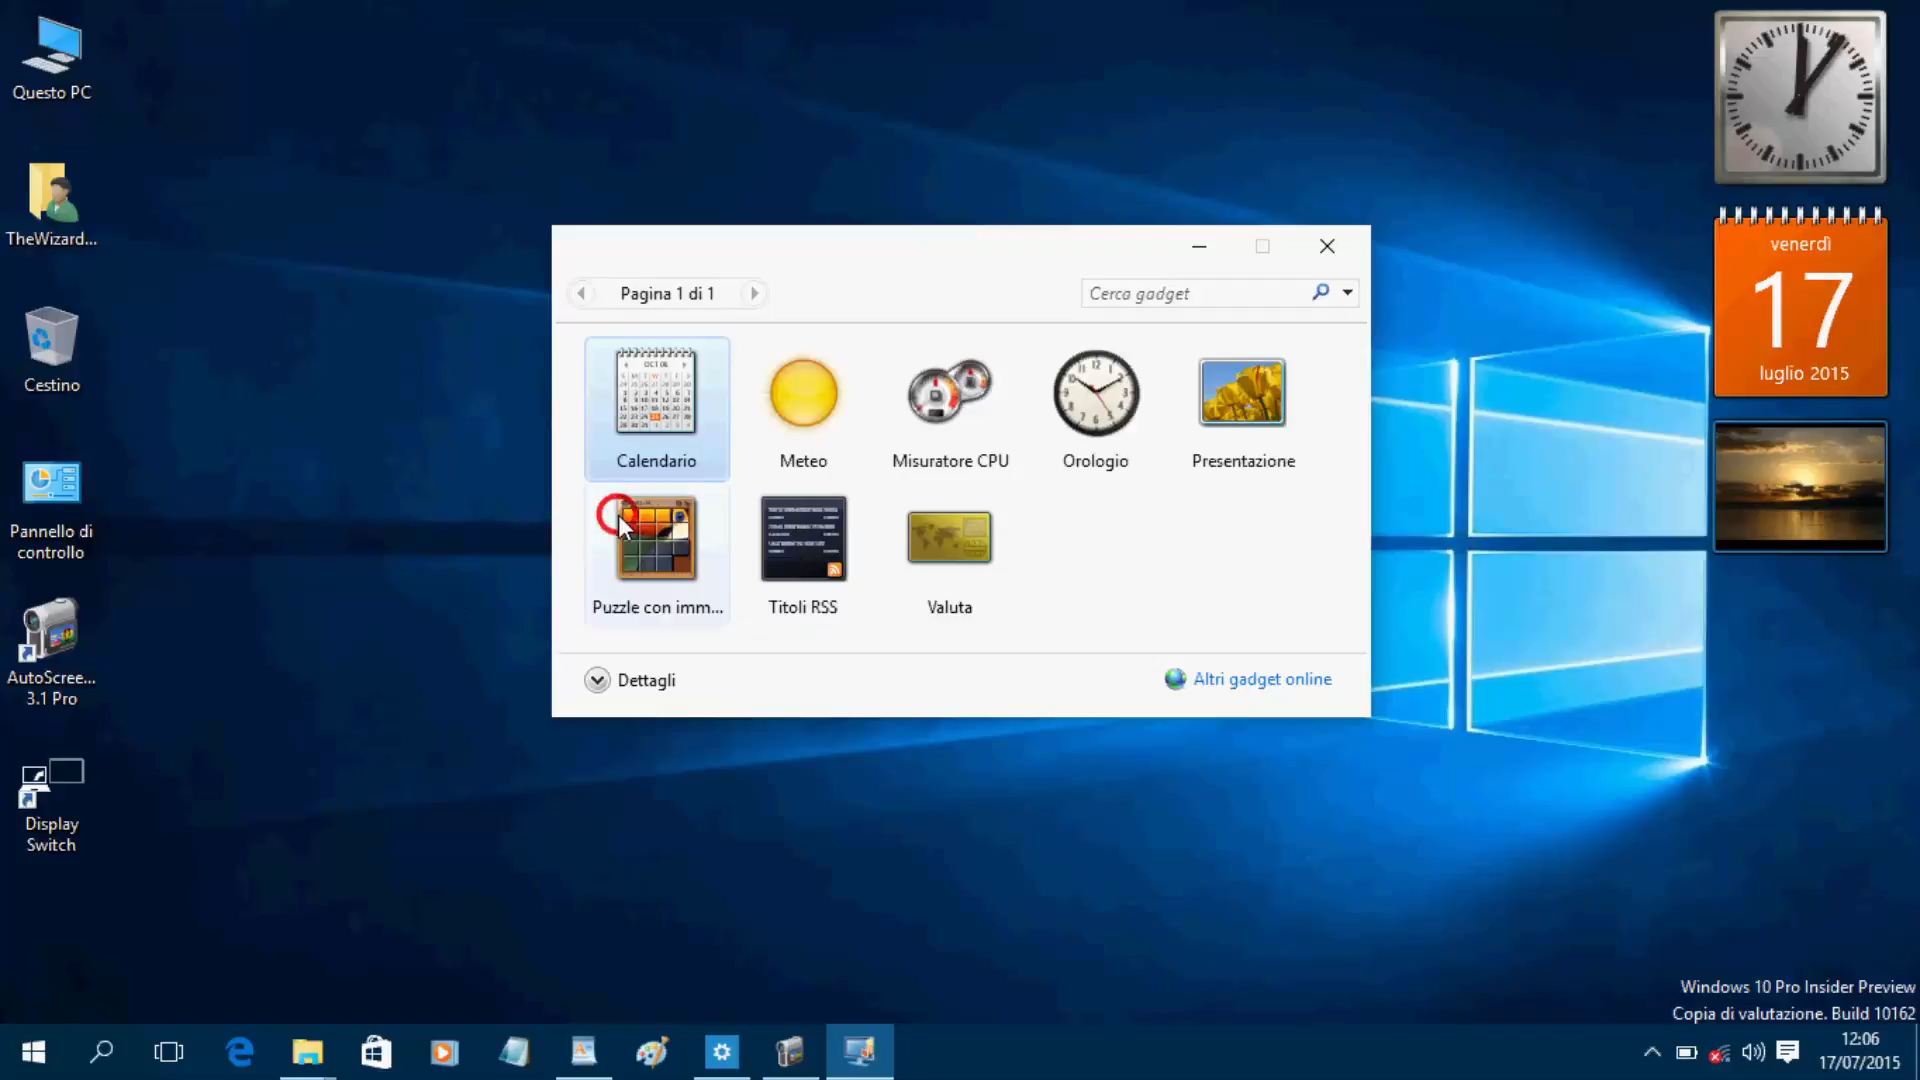 Questo PC
TheWizard...
Cestino
Pannello di
controllo
AutoScree...
3.1 Pro
Display
Switch
Pagina 1 di 1
Cerca gadget
OCT 06
Calendario
Meteo
Misuratore CPU
Orologio
Presentazione
Puzzle con imm...
Titoli RSS
Valuta
Dettagli
Altri gadget online
venerdì
17
luglio 2015
Windows 10 Pro Insider Preview
Copia di valutazione. Build 10162
12:06
17/07/2015